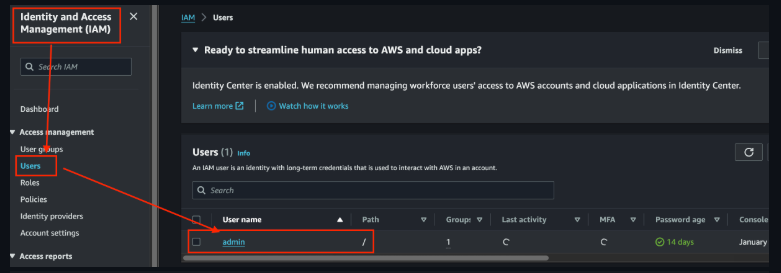 Identity and Access
Management (IAM)
Search IAM
Dashboard
Access management
User groups
Users
Roles
Policies
Identity providers
Account settings
Access reports
IAM > Users
Ready to streamline human access to AWS and cloud apps?
Dismiss
Identity Center is enabled. We recommend managing workforce users' access to AWS accounts and cloud applications in Identity Center.
Learn more | Watch how it works
Users (1) Info
An IAM user is an identity with long-term credentials that is used to interact with AWS in an account.
Search
User name Path Group: Last activity MFA Password age Console
admin / 1 14 days January